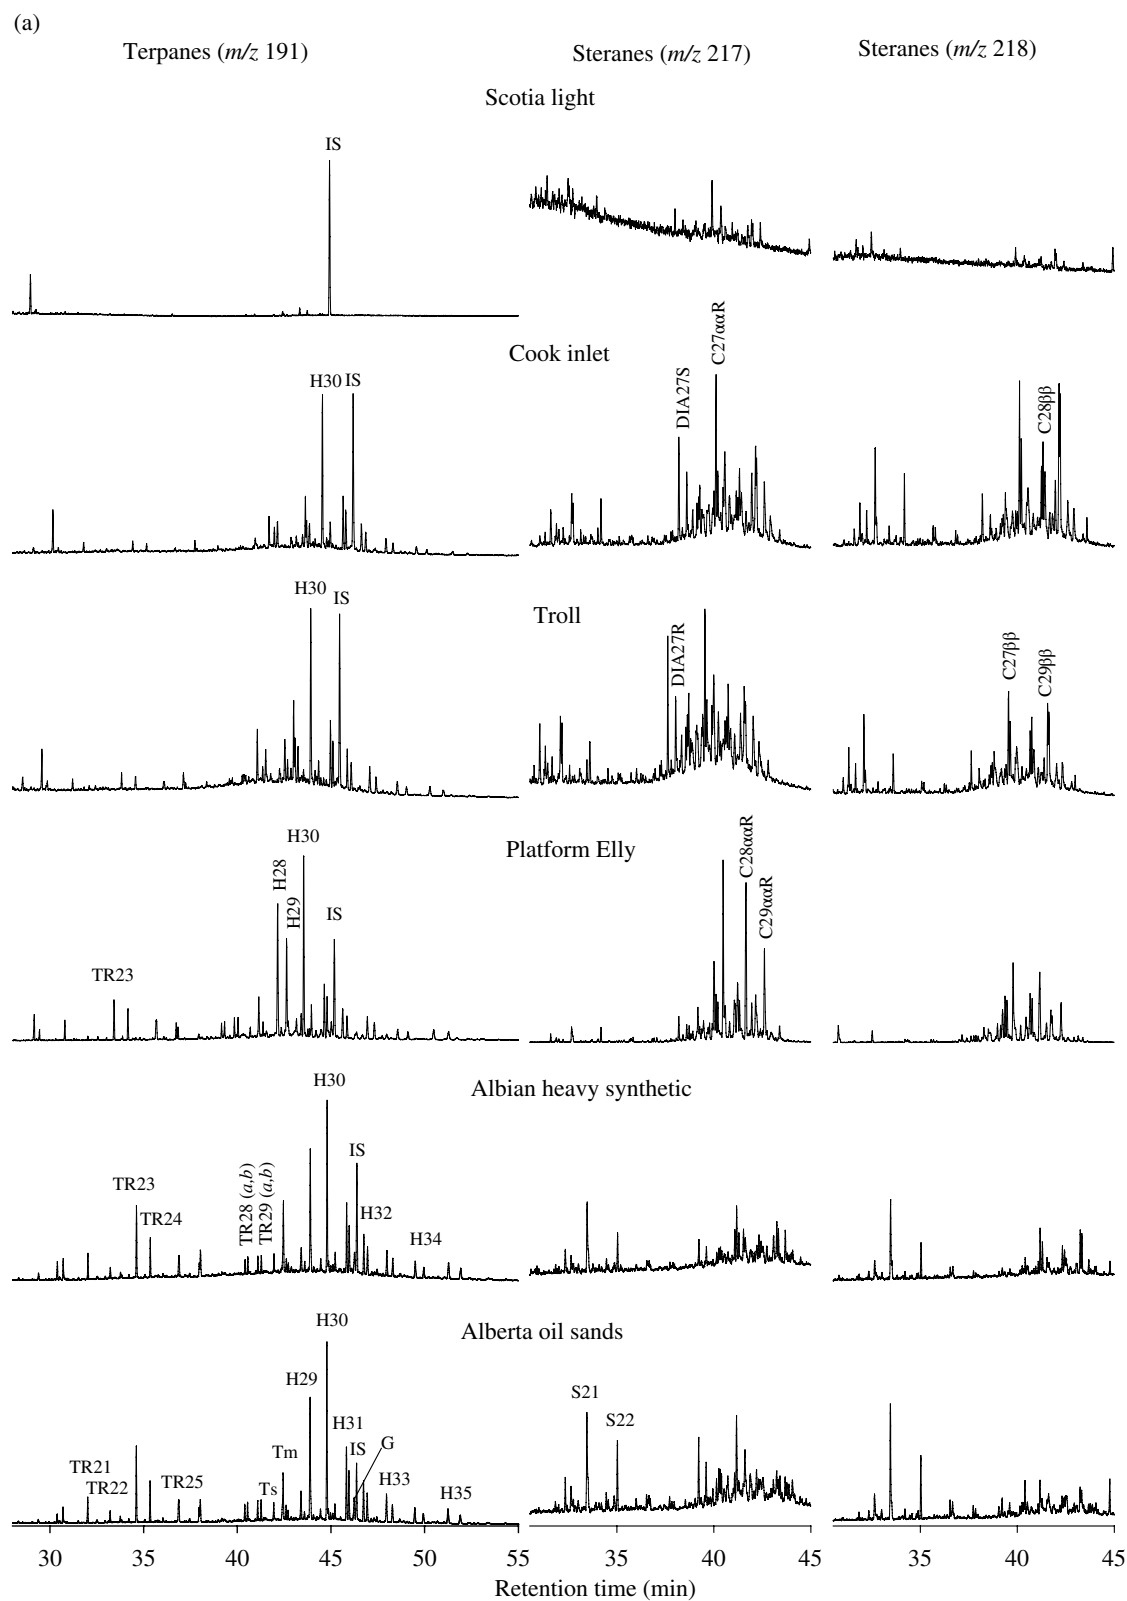 (a)
Terpanes (m/z 191)
Steranes (m/z 217)
Steranes (m/z 218)
Scotia light
IS
Cook inlet
H30 IS
DIA27S
C27ααR
C28ββ
Troll
H30
IS
DIA27R
C27ββ
C29ββ
Platform Elly
TR23
H28
H29
H30
IS
C28ααR
C29ααR
Albian heavy synthetic
TR23
TR24
TR28 (a,b)
TR29 (a,b)
H30
IS
H32
H34
Alberta oil sands
TR21
TR22
TR25
Ts
Tm
H29
H30
H31
IS
G
H33
H35
S21
S22
30 35 40 45 50 55 35 40 45 35 40 45
Retention time (min)